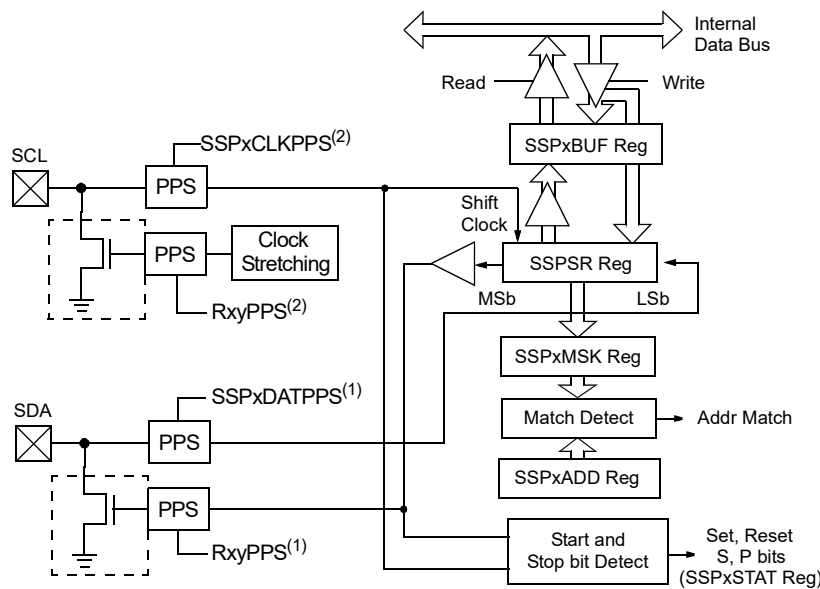 Internal
Data Bus
Read
Write
SSPxBUF Reg
SSPxCLKPPS(2)
SCL
PPS
Shift
Clock
PPS
Clock
Stretching
SSPSR Reg
MSb
LSb
RxyPPS(2)
SSPxMSK Reg
SSPxDATPPS(1)
SDA
PPS
Match Detect
Addr Match
SSPxADD Reg
PPS
RxyPPS(1)
Start and
Stop bit Detect
Set, Reset
S, P bits
(SSPxSTAT Reg)